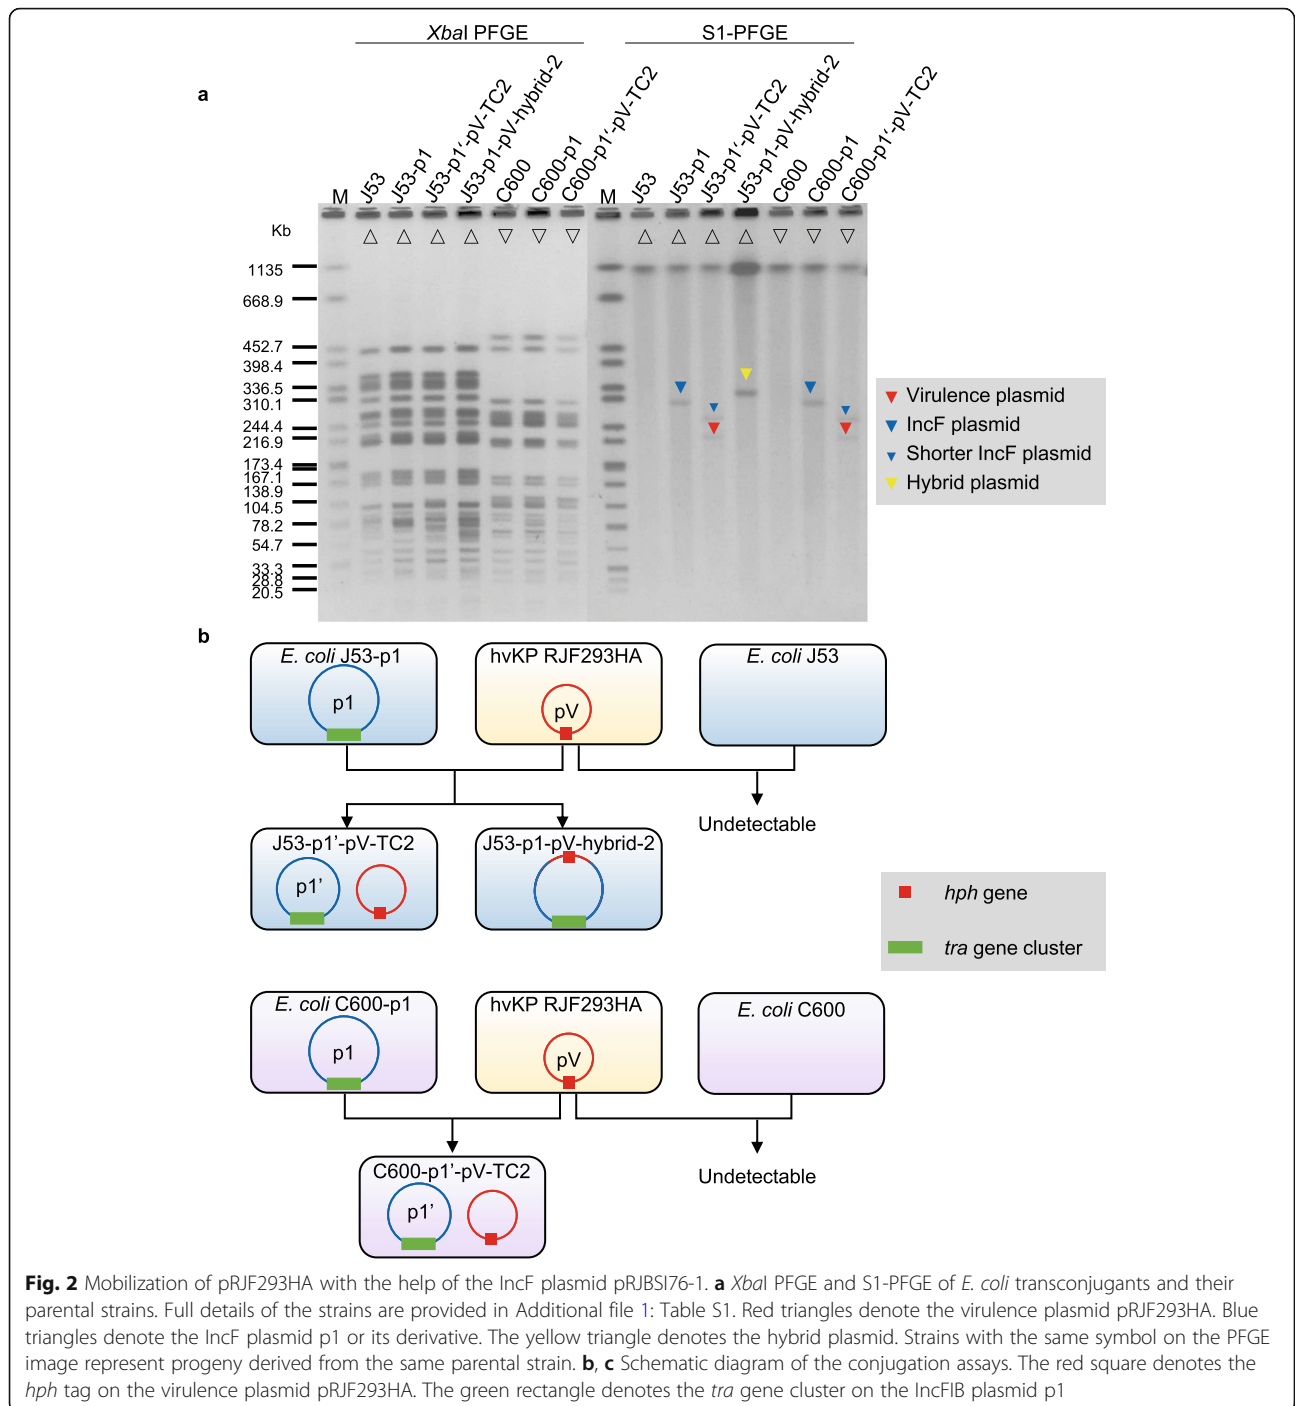 XbaI PFGE
S1-PFGE
a
M
J53
J53-p1
J53-p1‘-pV-TC2
J53-p1-pV-hybrid-2
C600
C600-p1
C600-p1‘-pV-TC2
M
J53
J53-p1
J53-p1‘-pV-TC2
J53-p1-pV-hybrid-2
C600
C600-p1
C600-p1‘-pV-TC2
Kb
1135
668.9
452.7
398.4
336.5
310.1
244.4
216.9
173.4
167.1
138.9
104.5
78.2
54.7
33.3
28.8
20.5
Virulence plasmid
IncF plasmid
Shorter IncF plasmid
Hybrid plasmid
b
E. coli J53-p1
p1
hvKP RJF293HA
pV
E. coli J53
Undetectable
J53-p1’-pV-TC2
p1’
J53-p1-pV-hybrid-2
hph gene
tra gene cluster
E. coli C600-p1
p1
hvKP RJF293HA
pV
E. coli C600
Undetectable
C600-p1’-pV-TC2
p1’
Fig. 2 Mobilization of pRJF293HA with the help of the IncF plasmid pRJBSI76-1. a XbaI PFGE and S1-PFGE of E. coli transconjugants and their
parental strains. Full details of the strains are provided in Additional file 1: Table S1. Red triangles denote the virulence plasmid pRJF293HA. Blue
triangles denote the IncF plasmid p1 or its derivative. The yellow triangle denotes the hybrid plasmid. Strains with the same symbol on the PFGE
image represent progeny derived from the same parental strain. b, c Schematic diagram of the conjugation assays. The red square denotes the
hph tag on the virulence plasmid pRJF293HA. The green rectangle denotes the tra gene cluster on the IncFIB plasmid p1